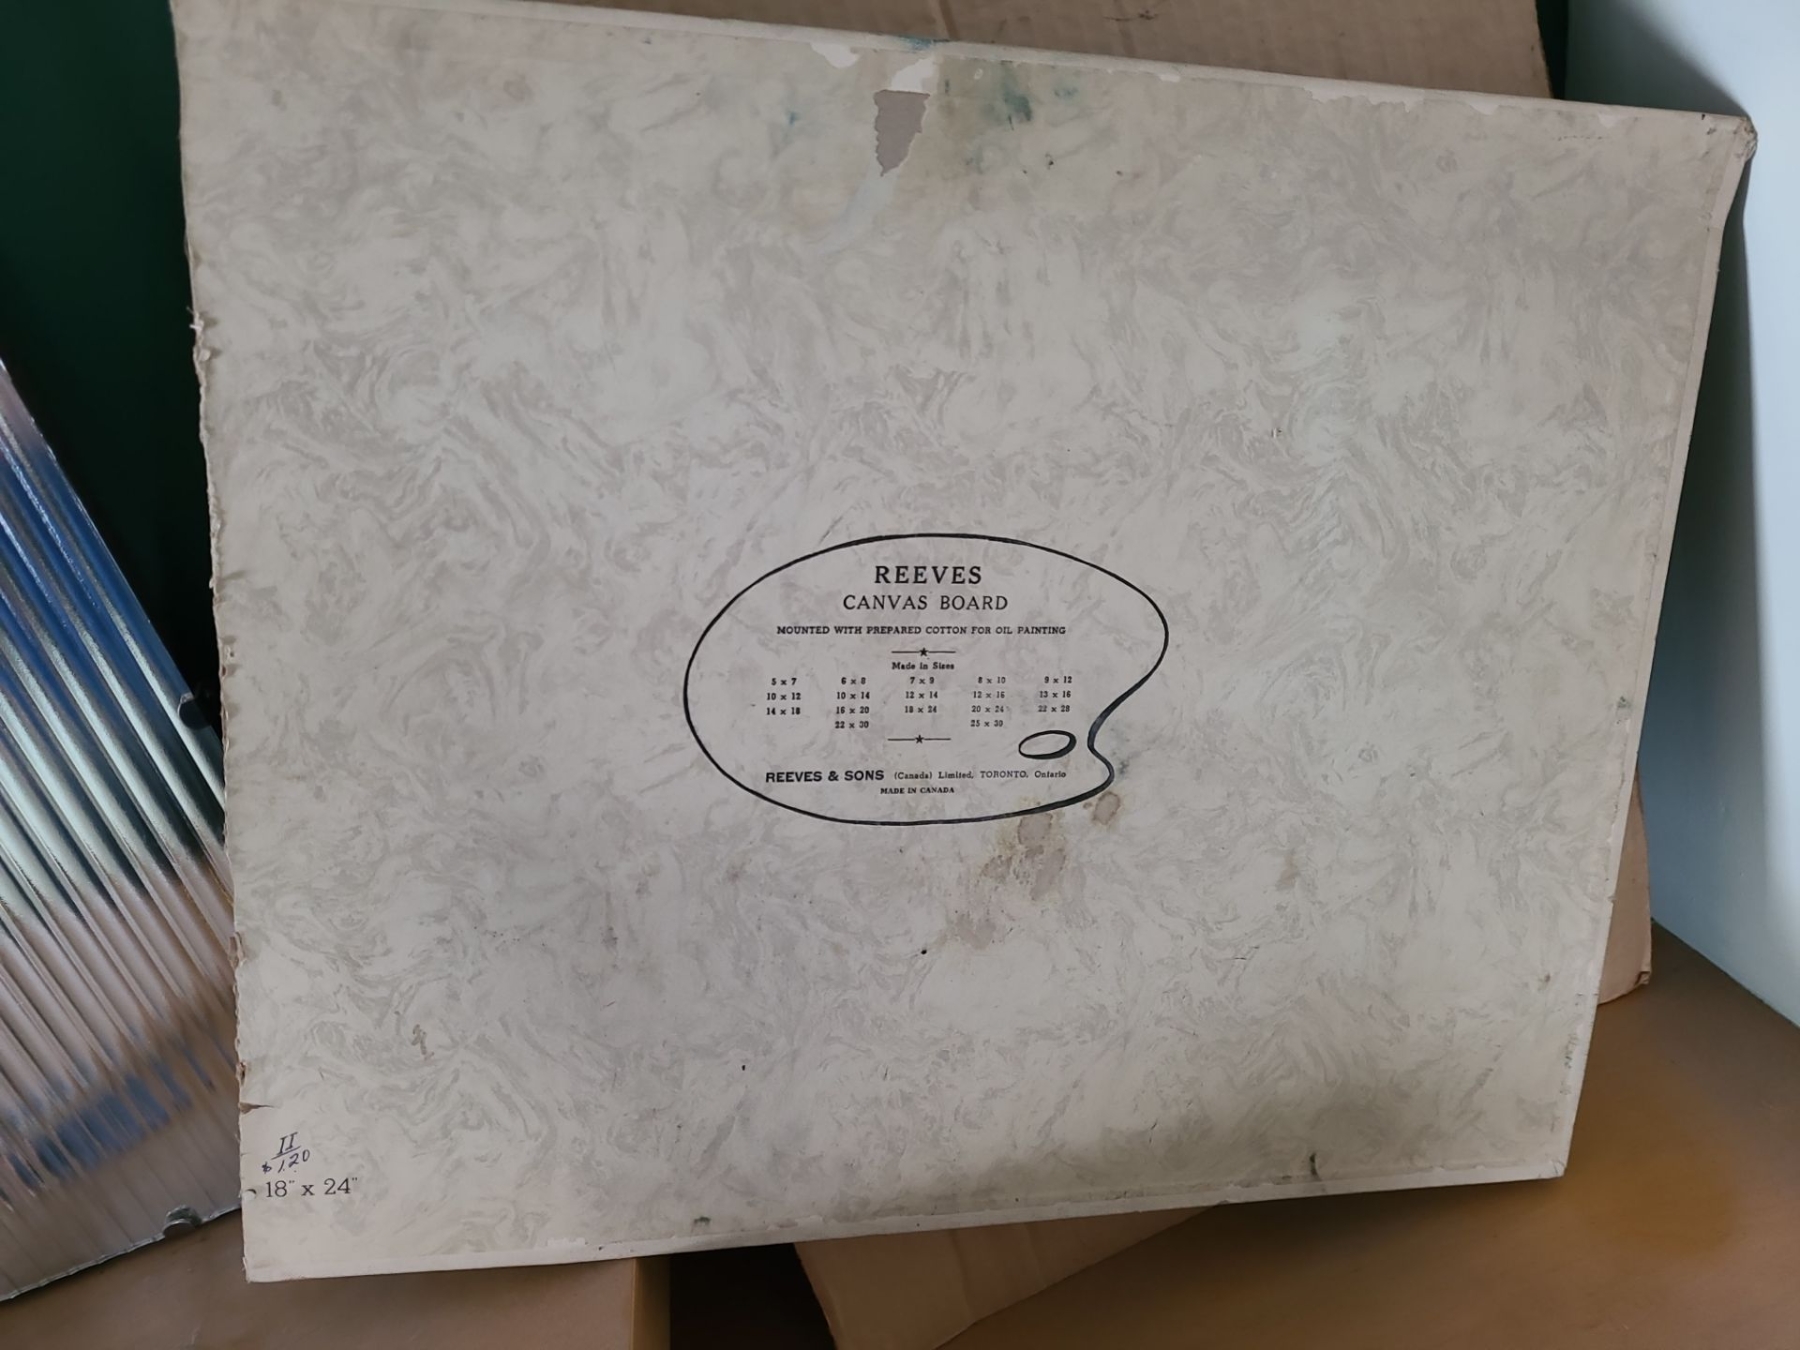 REEVES
CANVAS BOARD
MOUNTED WITH PREPARED COTTON FOR OIL PAINTING
Made in Sizes
5 x 7 6 x 8 7 x 9 8 x 10 9 x 12
10 x 12 10 x 14 12 x 14 12 x 16 13 x 16
14 x 18 16 x 20 18 x 24 20 x 24 22 x 28
22 x 30 25 x 30
REEVES & SONS (Canada) Limited, TORONTO, Ontario
MADE IN CANADA
II
$1.20
18" x 24"